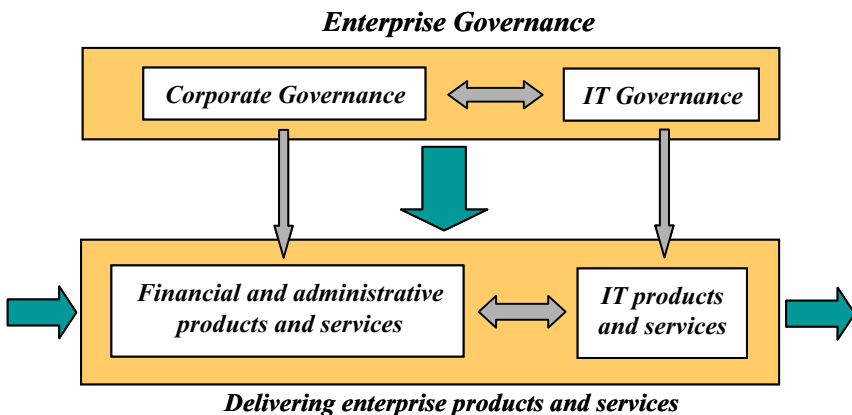 Enterprise Governance
Corporate Governance
IT Governance
Financial and administrative
products and services
IT products
and services
Delivering enterprise products and services